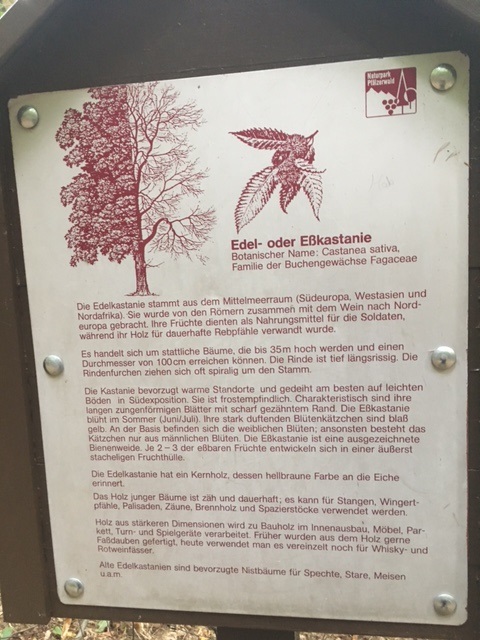 Naturpark
Pfälzerwald
Edel- oder Eßkastanie
Botanischer Name: Castanea sativa,
Familie der Buchengewächse Fagaceae
Die Edelkastanie stammt aus dem Mittelmeerraum (Südeuropa, Westasien und
Nordafrika). Sie wurde von den Römern zusammen mit dem Wein nach Nord-
europa gebracht. Ihre Früchte dienten als Nahrungsmittel für die Soldaten,
während ihr Holz für dauerhafte Rebpfähle verwandt wurde.
Es handelt sich um stattliche Bäume, die bis 35m hoch werden und einen
Durchmesser von 100cm erreichen können. Die Rinde ist tief längsrissig. Die
Rindenfurchen ziehen sich oft spiralig um den Stamm.
Die Kastanie bevorzugt warme Standorte und gedeiht am besten auf leichten
Böden in Südexposition. Sie ist frostempfindlich. Charakteristisch sind ihre
langen zungenförmigen Blätter mit scharf gezähntem Rand. Die Eßkastanie
blüht im Sommer (Juni/Juli). Ihre stark duftenden Blütenkätzchen sind blaß
gelb. An der Basis befinden sich die weiblichen Blüten; ansonsten besteht das
Kätzchen nur aus männlichen Blüten. Die Eßkastanie ist eine ausgezeichnete
Bienenweide. Je 2 – 3 der eßbaren Früchte entwickeln sich in einer äußerst
stacheligen Fruchthülle.
Die Edelkastanie hat ein Kernholz, dessen hellbraune Farbe an die Eiche
erinnert.
Das Holz junger Bäume ist zäh und dauerhaft; es kann für Stangen, Wingert-
pfähle, Palisaden, Zäune, Brennholz und Spazierstöcke verwendet werden.
Holz aus stärkeren Dimensionen wird zu Bauholz im Innenausbau, Möbel, Par-
kett, Turn- und Spielgeräte verarbeitet. Früher wurden aus dem Holz gerne
Faßdauben gefertigt, heute verwendet man es vereinzelt noch für Whisky- und
Rotweinfässer.
Alte Edelkastanien sind bevorzugte Nistbäume für Spechte, Stare, Meisen
u.a.m.